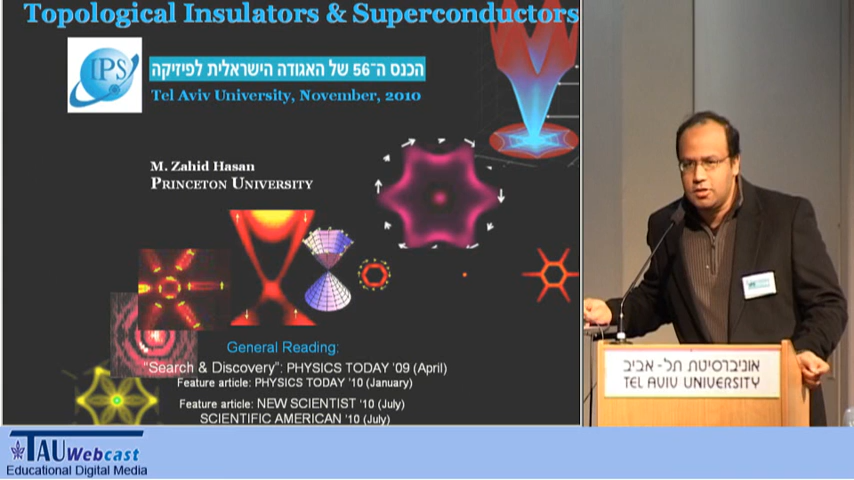 Topological Insulators & Superconductors
IPS
הכנס ה־56 של האגודה הישראלית לפיזיקה
Tel Aviv University, November, 2010
M. Zahid Hasan
PRINCETON UNIVERSITY
General Reading:
"Search & Discovery": PHYSICS TODAY '09 (April)
Feature article: PHYSICS TODAY '10 (January)
Feature article: NEW SCIENTIST '10 (July)
SCIENTIFIC AMERICAN '10 (July)
אוניברסיטת תל-אביב
TEL AVIV UNIVERSITY
TAU Webcast
Educational Digital Media